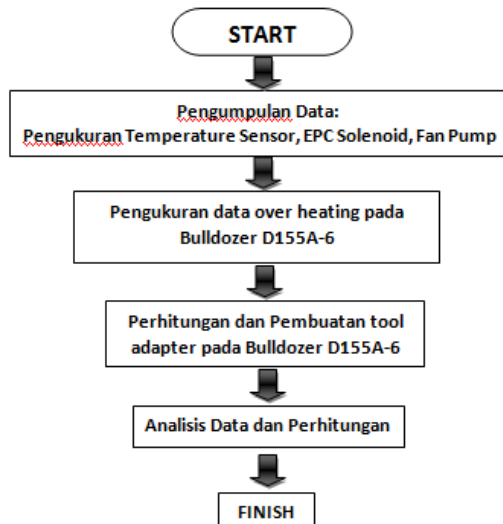 START
Pengumpulan Data:
Pengukuran Temperature Sensor, EPC Solenoid, Fan Pump
Pengukuran data over heating pada
Bulldozer D155A-6
Perhitungan dan Pembuatan tool
adapter pada Bulldozer D155A-6
Analisis Data dan Perhitungan
FINISH